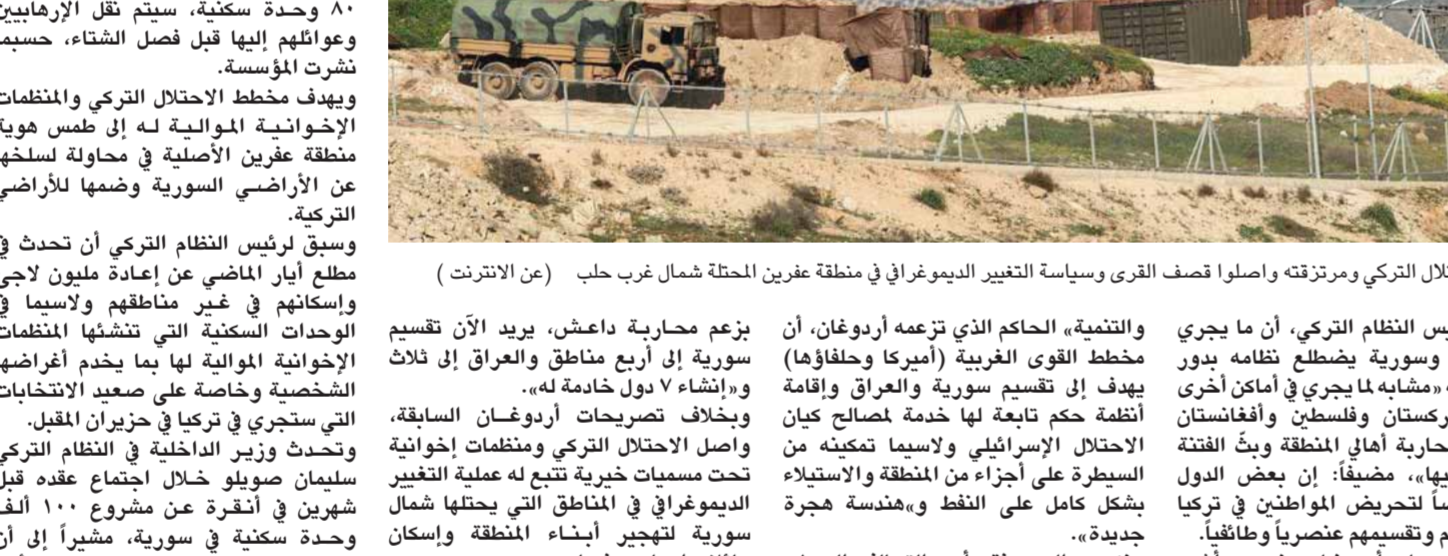 لال التركي ومرتزقته واصلوا قصف القرى وسياسة التغيير الديموغرافي في منطقة عفرين المحتلة شمال غرب حلب (عن الانترنت )
يس النظام التركي، أن ما يجري
وسورية يضطلع نظامه بدور
«مشابه لما يجري في أماكن أخرى
ركستان وفلسطين وأفغانستان
حاربة أهالي المنطقة وبثّ الفتنة
يها»، مضيفاً: إن بعض الدول
ساً لتحريض المواطنين في تركيا
م وتقسيمهم عنصرياً وطائفياً.
والتنمية» الحاكم الذي تزعمه أردوغان، أن
مخطط القوى الغربية (أميركا وحلفاؤها)
يهدف إلى تقسيم سورية والعراق وإقامة
أنظمة حكم تابعة لها خدمة لمصالح كيان
الاحتلال الإسرائيلي ولاسيما تمكينه من
السيطرة على أجزاء من المنطقة والاستيلاء
بشكل كامل على النفط و»هندسة هجرة
جديدة».
بزعم محاربة داعش، يريد الآن تقسيم
سورية إلى أربع مناطق والعراق إلى ثلاث
و«إنشاء ٧ دول خادمة له».
وبخلاف تصريحات أردوغان السابقة،
واصل الاحتلال التركي ومنظمات إخوانية
تحت مسميات خيرية تتبع له عملية التغيير
الديموغرافي في المناطق التي يحتلها شمال
سورية لتهجير أبناء المنطقة وإسكان
٨٠ وحدة سكنية، سيتم نقل الإرهابيين
وعوائلهم إليها قبل فصل الشتاء، حسبما
نشرت المؤسسة.
ويهدف مخطط الاحتلال التركي والمنظمات
الإخوانية الموالية له إلى طمس هوية
منطقة عفرين الأصلية في محاولة لسلخها
عن الأراضي السورية وضمها للأراضي
التركية.
وسبق لرئيس النظام التركي أن تحدث في
مطلع أيار الماضي عن إعادة مليون لاجئ
وإسكانهم في غير مناطقهم ولاسيما في
الوحدات السكنية التي تنشئها المنظمات
الإخوانية الموالية لها بما يخدم أغراضها
الشخصية وخاصة على صعيد الانتخابات
التي ستجري في تركيا في حزيران المقبل.
وتحدث وزير الداخلية في النظام التركي
سليمان صويلو خلال اجتماع عقده قبل
شهرين في أنقرة عن مشروع ١٠٠ ألف
وحدة سكنية في سورية، مشيراً إلى أن